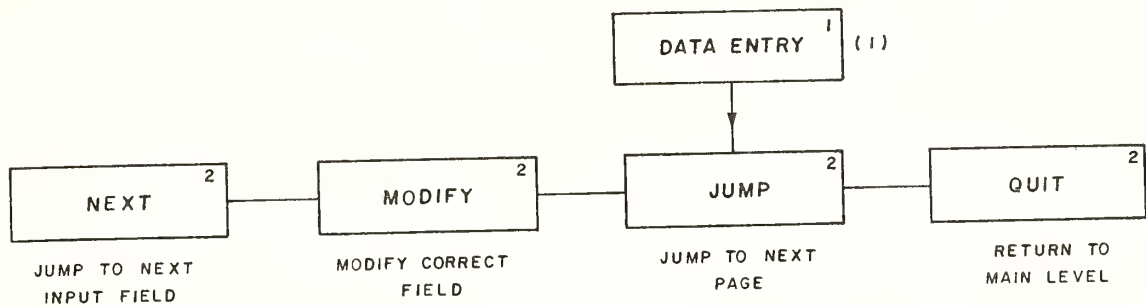 DATA ENTRY 1 (1)
NEXT 2
MODIFY 2
JUMP 2
QUIT 2
JUMP TO NEXT
INPUT FIELD
MODIFY CORRECT
FIELD
JUMP TO NEXT
PAGE
RETURN TO
MAIN LEVEL